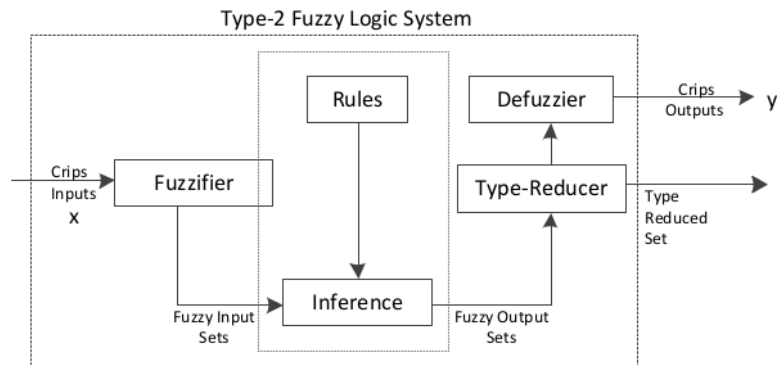 Type-2 Fuzzy Logic System
Rules
Defuzzier
Crips
Outputs
y
Crips
Inputs
x
Fuzzifier
Type-Reducer
Type
Reduced
Set
Inference
Fuzzy Input
Sets
Fuzzy Output
Sets